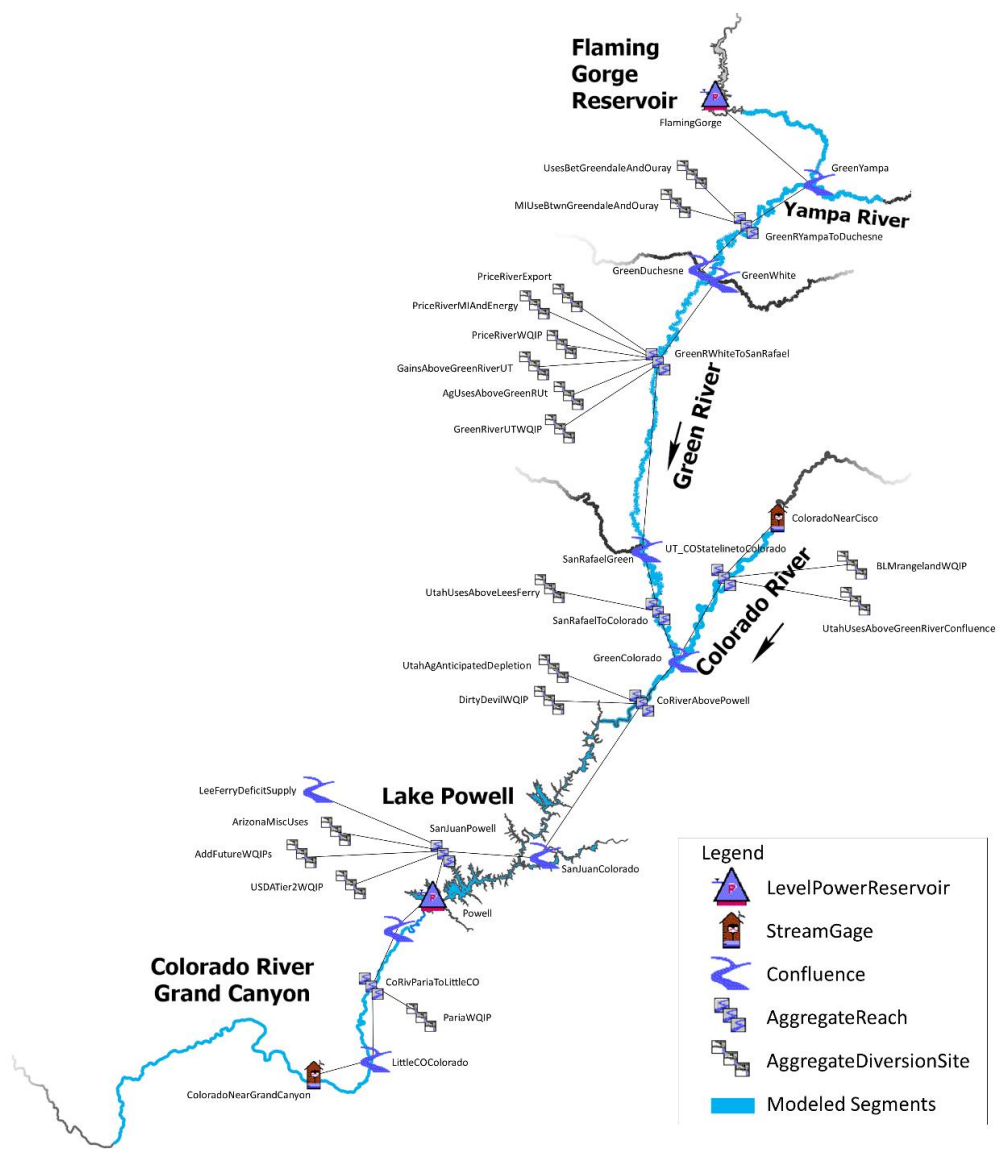 Flaming
Gorge
Reservoir
FlamingGorge
UsesBetGreendaleAndOuray
GreenYampa
MIUseBtwnGreendaleAndOuray
Yampa River
GreenRYampaToDuchesne
GreenDuchesne
GreenWhite
PriceRiverExport
PriceRiverMIAndEnergy
PriceRiverWQIP
GreenRWhiteToSanRafael
GainsAboveGreenRiverUT
AgUsesAboveGreenRUt
GreenRiverUTWQIP
Green River
ColoradoNearCisco
UT_COStatelinetoColorado
SanRafaelGreen
BLMrangelandWQIP
UtahUsesAboveLeesFerry
Colorado River
SanRafaelToColorado
UtahUsesAboveGreenRiverConfluence
GreenColorado
UtahAgAnticipatedDepletion
DirtyDevilWQIP
CoRiverAbovePowell
LeeFerryDeficitSupply
Lake Powell
ArizonaMiscUses
SanJuanPowell
AddFutureWQIPs
SanJuanColorado
USDATier2WQIP
Powell
Colorado River
Grand Canyon
CoRivPariaToLittleCO
PariaWQIP
LittleCOColorado
ColoradoNearGrandCanyon
Legend
LevelPowerReservoir
StreamGage
Confluence
AggregateReach
AggregateDiversionSite
Modeled Segments